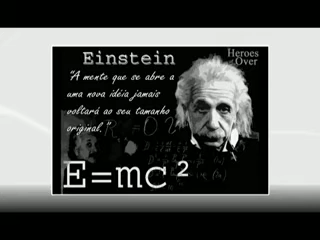 Einstein
Heroes
Over
"A mente que se abre a
uma nova idéia jamais
voltará ao seu tamanho
original."
E=mc²